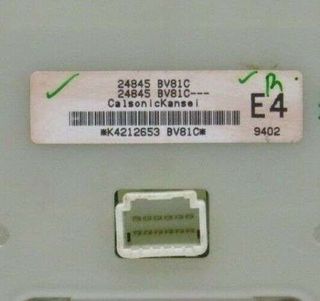 24845 BV81C
24845 BV81C---
CalsonicKansei
E4
*K4212653 BV81C*
9402